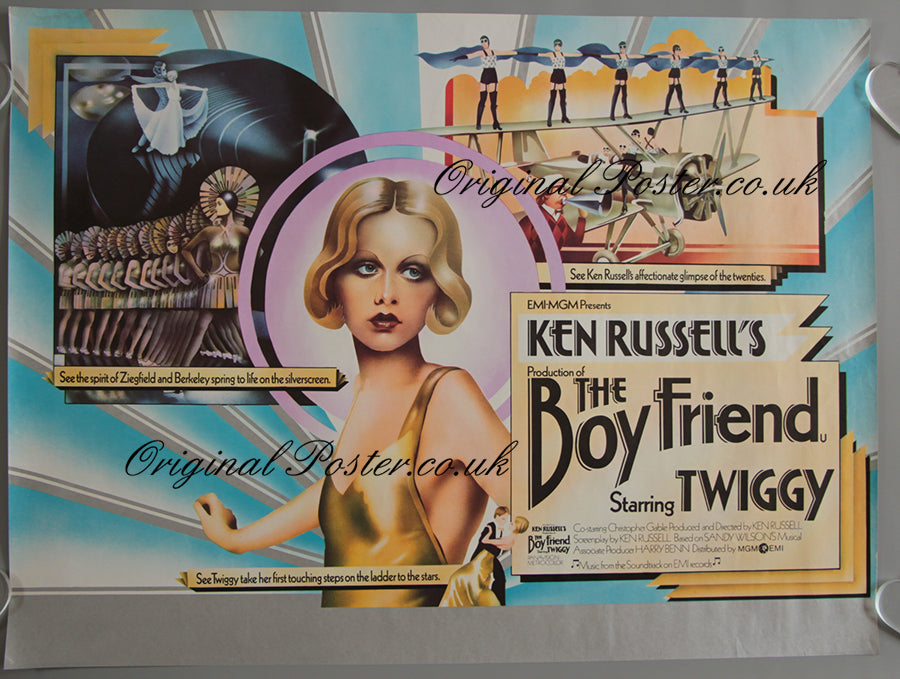 Original Poster.co.uk
See Ken Russell's affectionate glimpse of the twenties.
EMI-MGM Presents
KEN RUSSELL'S
Production of
THE
Boy Friend
U
Starring TWIGGY
See the spirit of Ziegfield and Berkeley spring to life on the silverscreen.
Original Poster.co.uk
Co-starring Christopher Gable Produced and Directed by KEN RUSSELL
Screenplay by KEN RUSSELL Based on SANDY WILSON'S Musical
Associate Producer HARRY BENN Distributed by MGM EMI
Music from the Soundtrack on EMI records
KEN RUSSELL'S
THE
Boy Friend
TWIGGY
PANAVISION
METROCOLOR
See Twiggy take her first touching steps on the ladder to the stars.